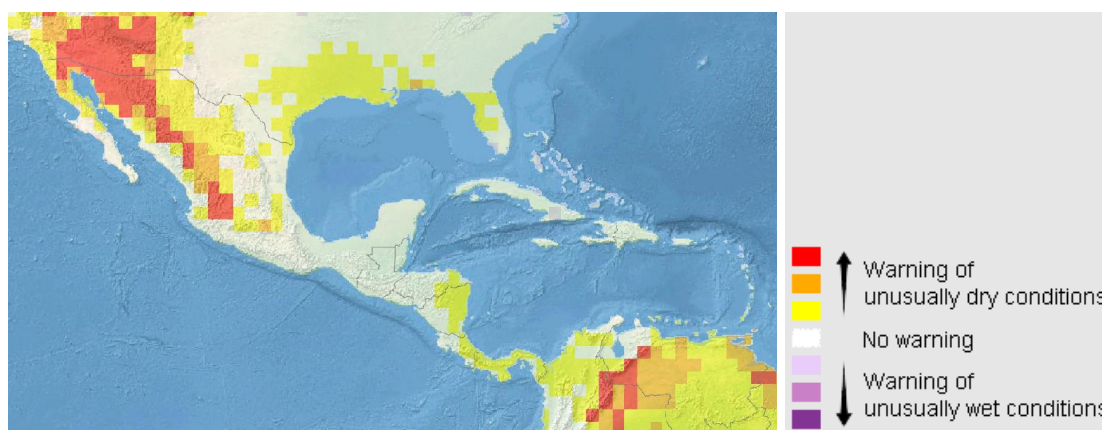 Warning of
unusually dry conditions
No warning
Warning of
unusually wet conditions